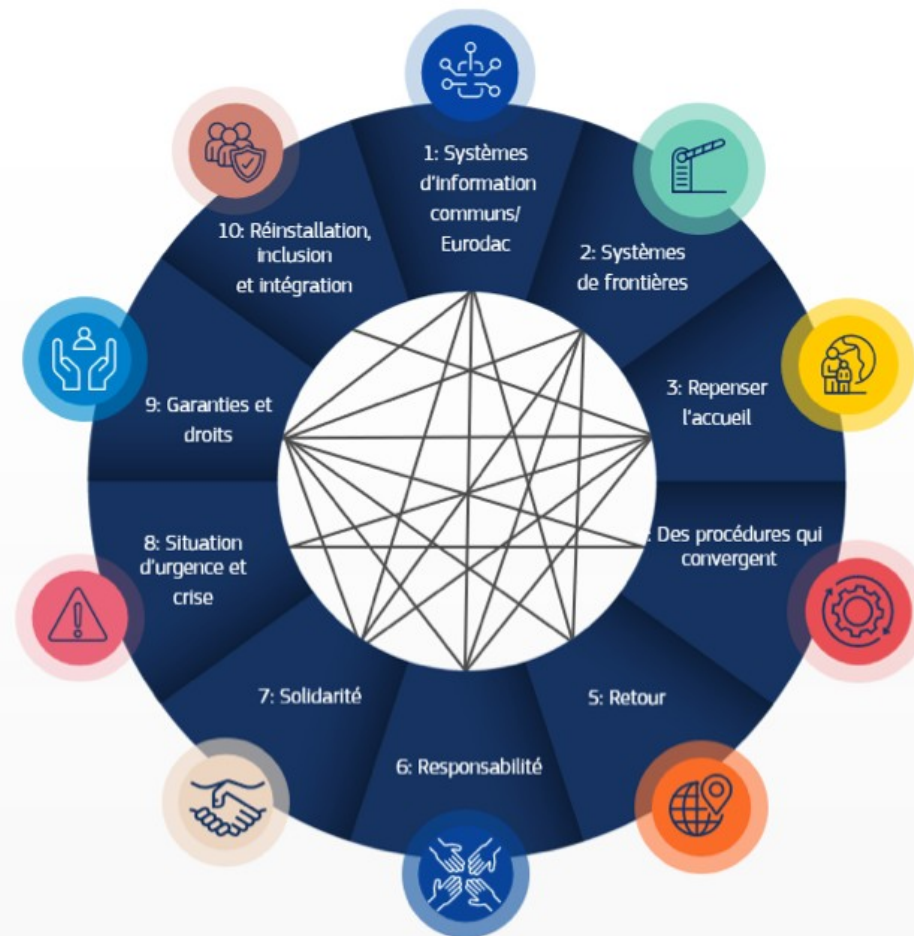 1: Systèmes
d'information
communs/
Eurodac
2: Systèmes
de frontières
3: Repenser
l'accueil
: Des procédures qui
convergent
5: Retour
6: Responsabilité
7: Solidarité
8: Situation
d'urgence et
crise
9: Garanties et
droits
10: Réinstallation,
inclusion
et intégration